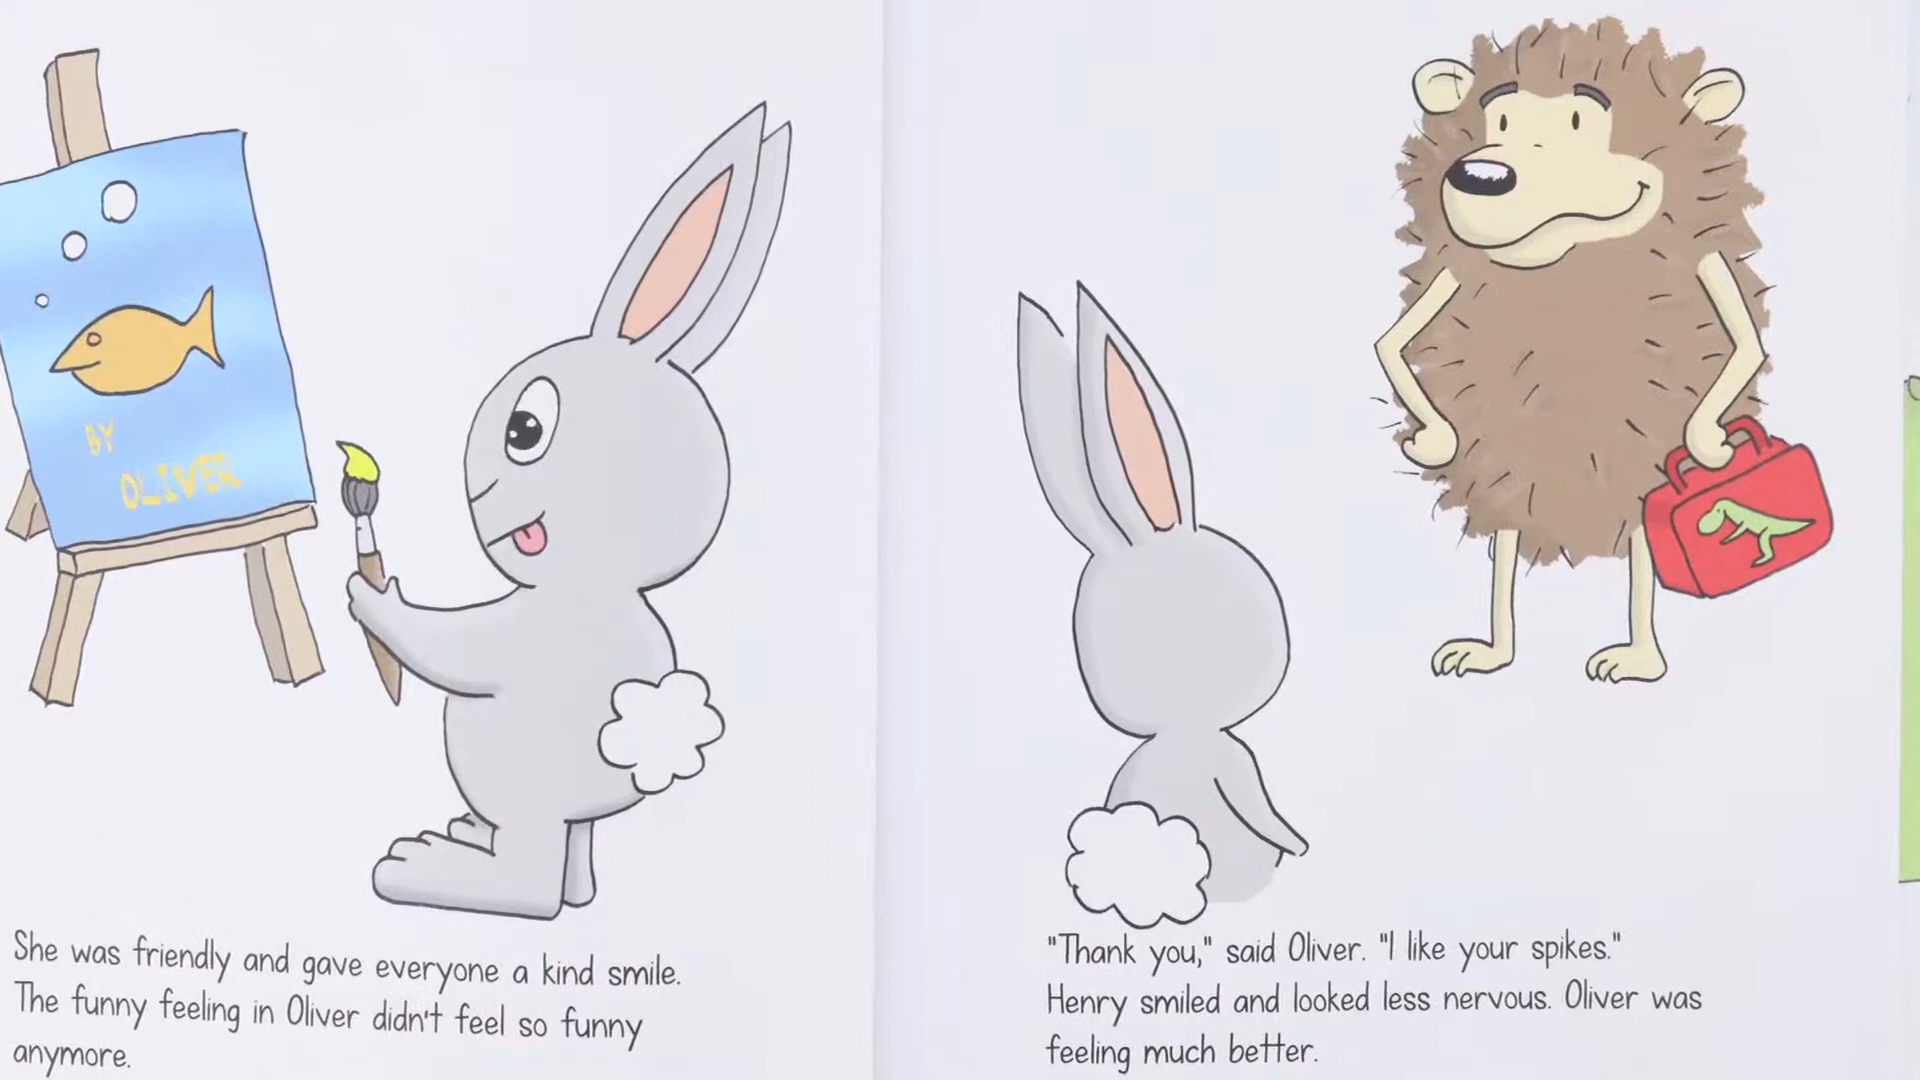 BY
OLIVER
She was friendly and gave everyone a kind smile.
The funny feeling in Oliver didn't feel so funny
anymore.
"Thank you," said Oliver. "I like your spikes."
Henry smiled and looked less nervous. Oliver was
feeling much better.